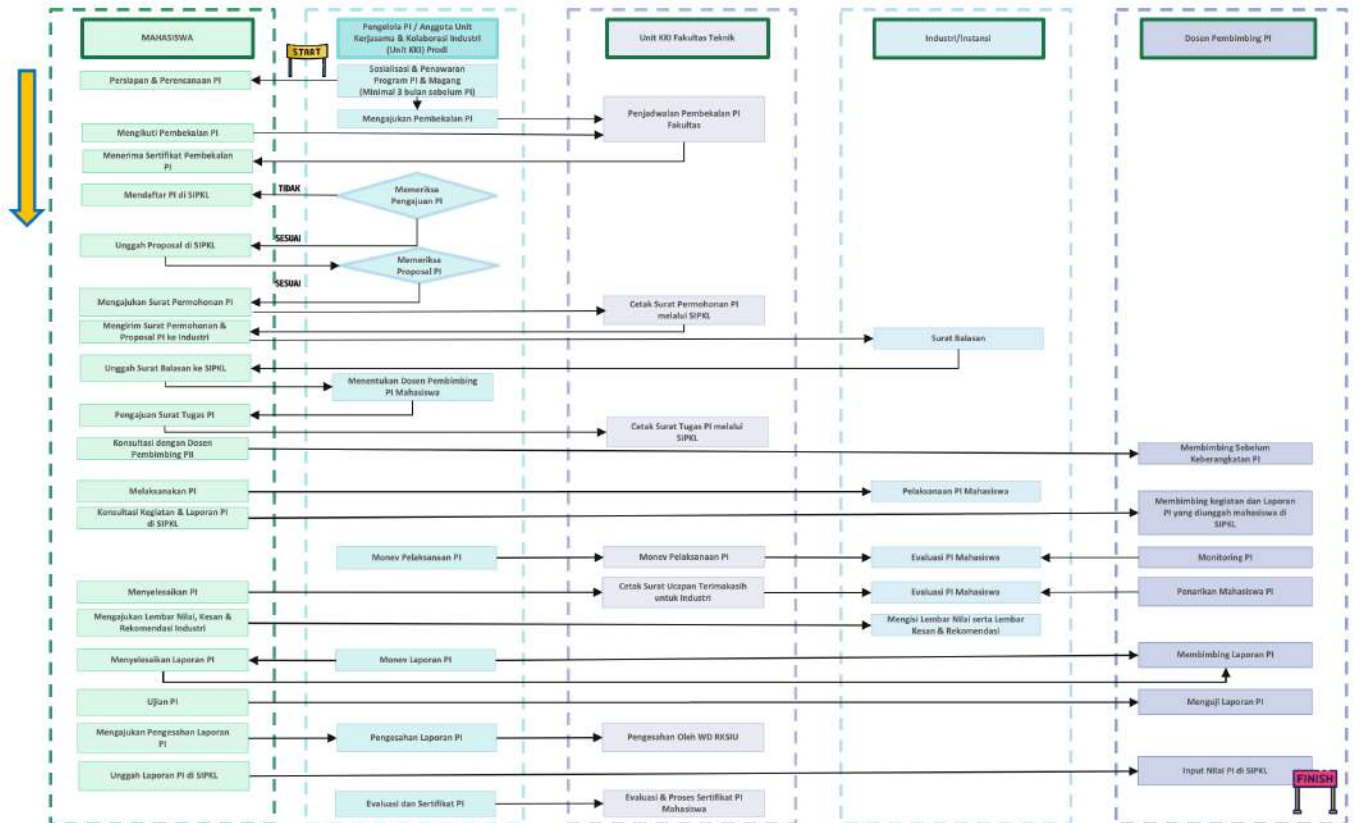 MAHASISWA
Pengelola PI / Anggota Unit
Kerjasama & Kolaborasi Industri
(Unit KKI) Prodi
Unit KKI Fakultas Teknik
Industri/Instansi
Dosen Pembimbing PI
START
Persiapan & Perencanaan PI
Sosialisasi & Penawaran
Program PI & Magang
(Minimal 3 bulan sebelum PI)
Mengajukan Pembekalan PI
Penjadwalan Pembekalan PI
Fakultas
Mengikuti Pembekalan PI
Menerima Sertifikat Pembekalan
PI
Mendaftar PI di SIPKL
TIDAK
Memeriksa
Pengajuan PI
SESUAI
Unggah Proposal di SIPKL
Memeriksa
Proposal PI
SESUAI
Mengajukan Surat Permohonan PI
Cetak Surat Permohonan PI
melalui SIPKL
Mengirim Surat Permohonan &
Proposal PI ke Industri
Surat Balasan
Unggah Surat Balasan ke SIPKL
Menentukan Dosen Pembimbing
PI Mahasiswa
Pengajuan Surat Tugas PI
Cetak Surat Tugas PI melalui
SIPKL
Konsultasi dengan Dosen
Pembimbing PII
Membimbing Sebelum
Keberangkatan PI
Melaksanakan PI
Pelaksanaan PI Mahasiswa
Konsultasi Kegiatan & Laporan PI
di SIPKL
Membimbing kegiatan dan Laporan
PI yang diunggah mahasiswa di
SIPKL
Monev Pelaksanaan PI
Monev Pelaksanaan PI
Evaluasi PI Mahasiswa
Monitoring PI
Menyelesaikan PI
Cetak Surat Ucapan Terimakasih
untuk Industri
Evaluasi PI Mahasiswa
Penarikan Mahasiswa PI
Mengajukan Lembar Nilai, Kesan &
Rekomendasi Industri
Mengisi Lembar Nilai serta Lembar
Kesan & Rekomendasi
Menyelesaikan Laporan PI
Monev Laporan PI
Membimbing Laporan PI
Ujian PI
Menguji Laporan PI
Mengajukan Pengesahan Laporan
PI
Pengesahan Laporan PI
Pengesahan Oleh WD RKSIU
Unggah Laporan PI di SIPKL
Input Nilai PI di SIPKL
FINISH
Evaluasi dan Sertifikat PI
Evaluasi & Proses Sertifikat PI
Mahasiswa